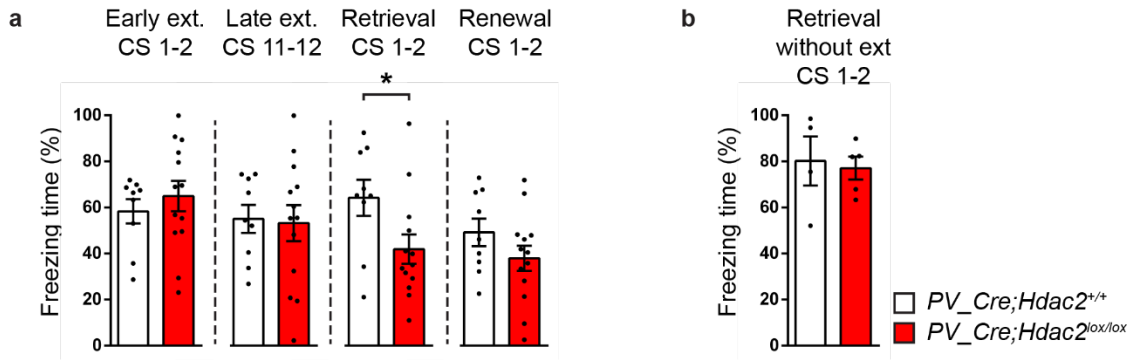 a
Early ext.
CS 1-2
Late ext.
CS 11-12
Retrieval
CS 1-2
Renewal
CS 1-2
*
Freezing time (%)
100
80
60
40
20
0
b
Retrieval
without ext
CS 1-2
Freezing time (%)
100
80
60
40
20
0
PV_Cre;Hdac2+/+
PV_Cre;Hdac2lox/lox